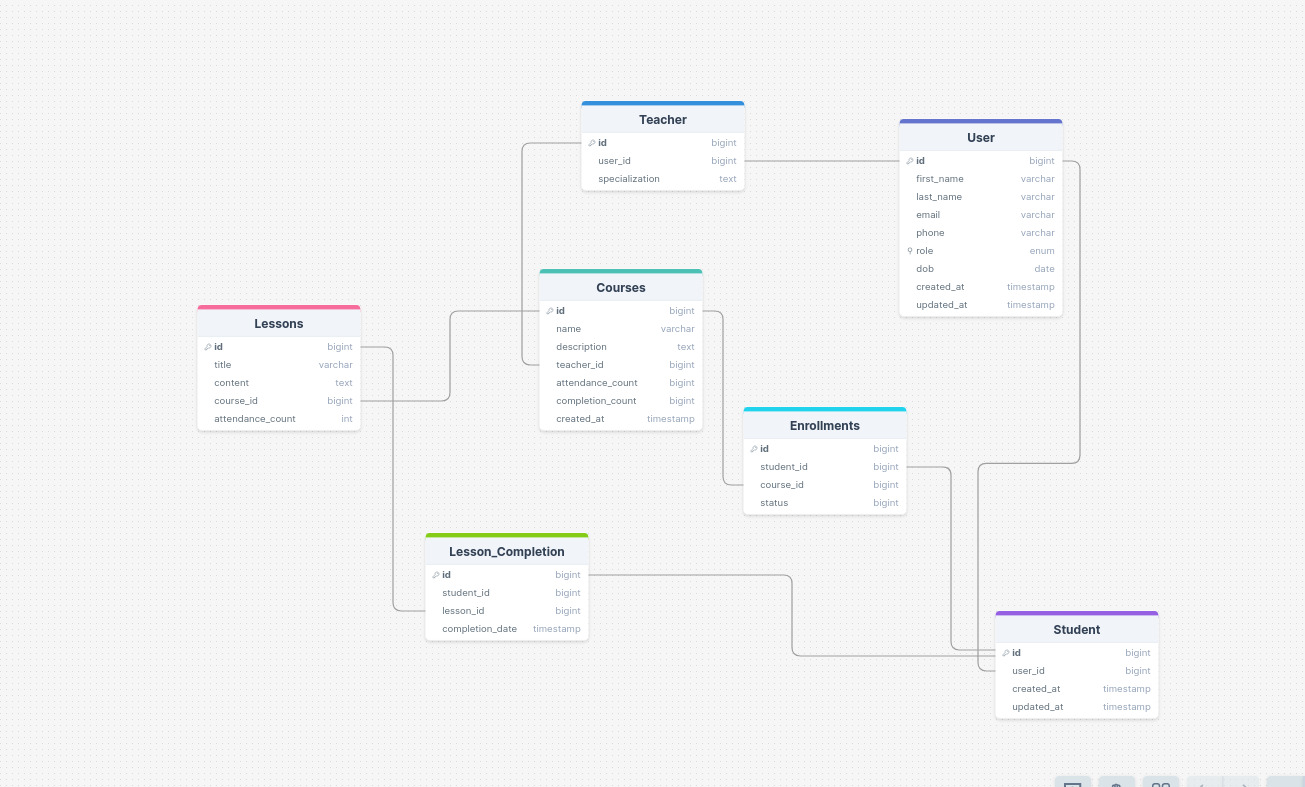 Teacher
id bigint
user_id bigint
specialization text
User
id bigint
first_name varchar
last_name varchar
email varchar
phone varchar
role enum
dob date
created_at timestamp
updated_at timestamp
Courses
id bigint
name varchar
description text
teacher_id bigint
attendance_count bigint
completion_count bigint
created_at timestamp
Lessons
id bigint
title varchar
content text
course_id bigint
attendance_count int
Enrollments
id bigint
student_id bigint
course_id bigint
status bigint
Lesson_Completion
id bigint
student_id bigint
lesson_id bigint
completion_date timestamp
Student
id bigint
user_id bigint
created_at timestamp
updated_at timestamp